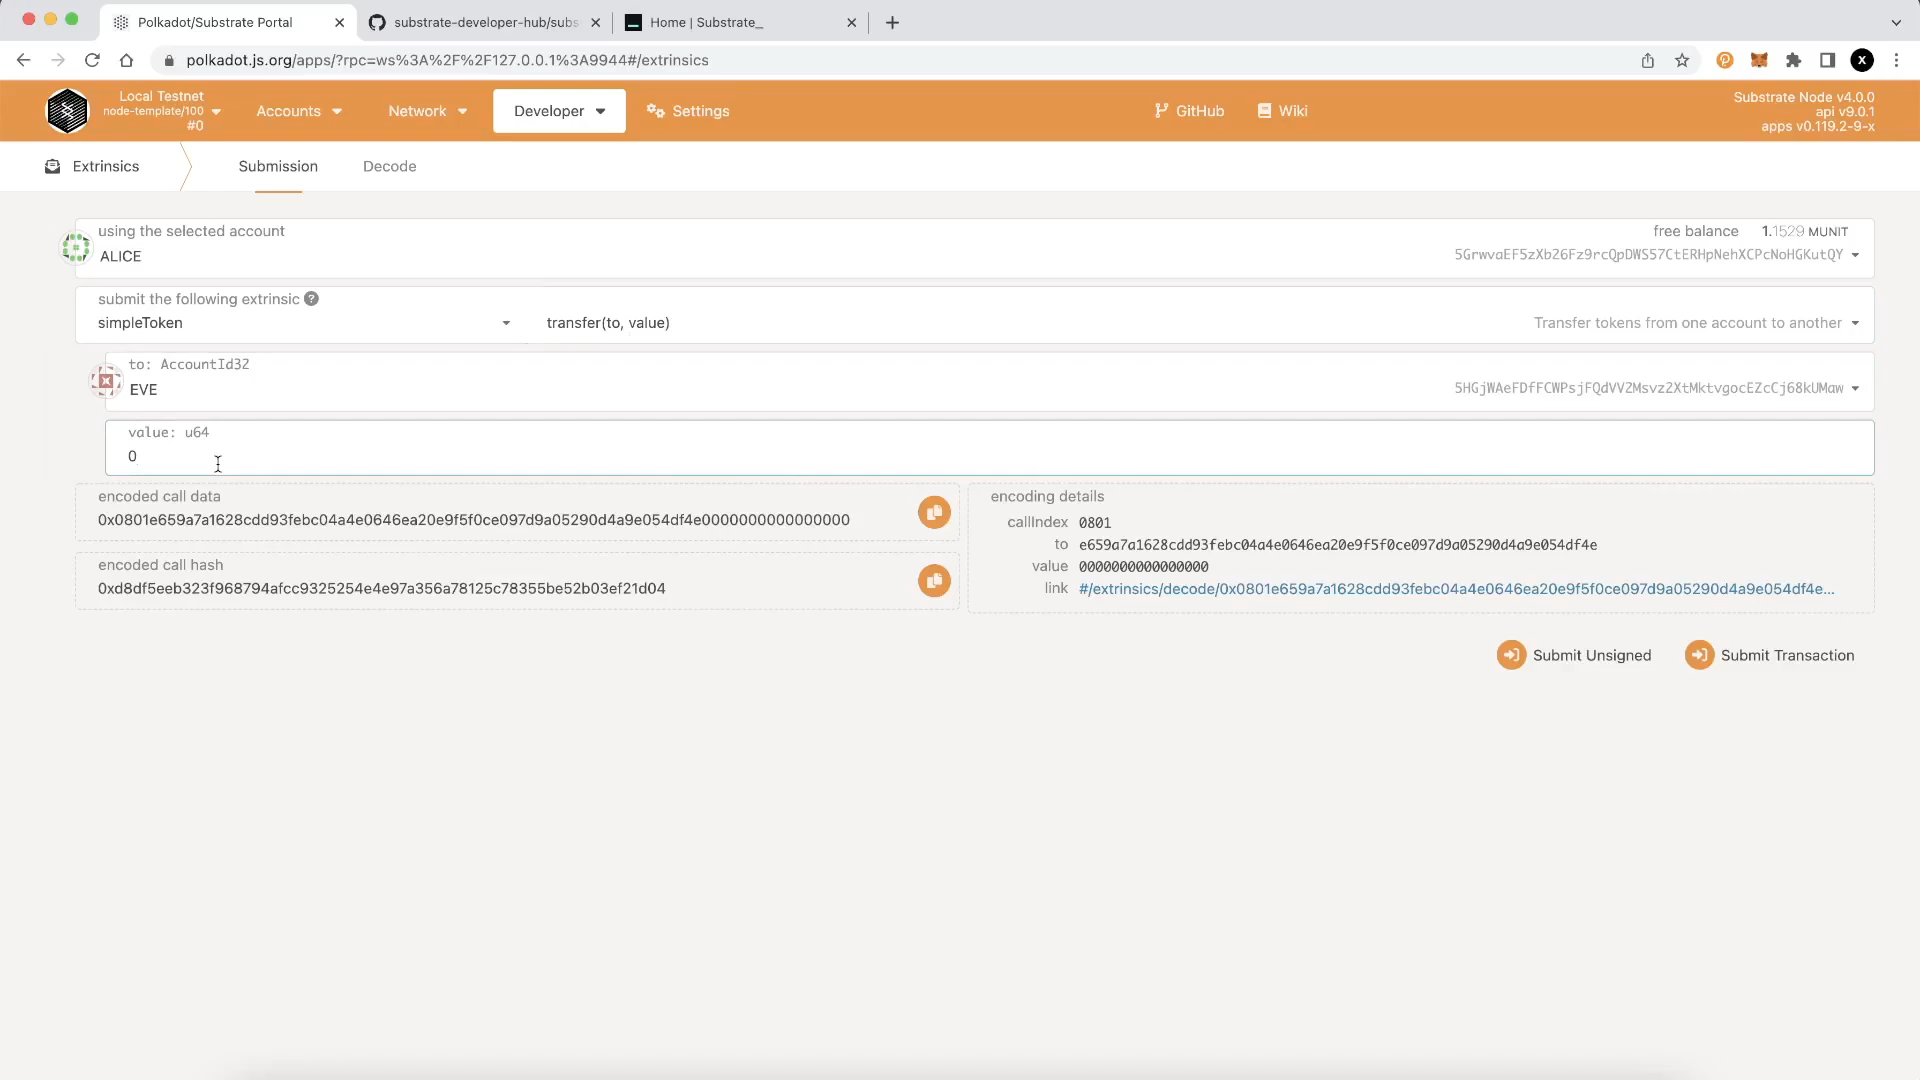 Polkadot/Substrate Portal
substrate-developer-hub/subs
Home | Substrate_
polkadot.js.org/apps/?rpc=ws%3A%2F%2F127.0.0.1%3A9944#/extrinsics
X
Local Testnet
node-template/100
#0
Accounts
Network
Developer
Settings
GitHub
Wiki
Substrate Node v4.0.0
api v9.0.1
apps v0.119.2-9-x
Extrinsics
Submission
Decode
using the selected account
ALICE
free balance 1.1529 MUNIT
5GrwvaEF5zXb26Fz9rcQpDWS57CtERHpNehXCPcNoHGKutQY
submit the following extrinsic ?
simpleToken
transfer(to, value)
Transfer tokens from one account to another
to: AccountId32
EVE
5HGjWAeFDfFCWPsjFQdVV2Msvz2XtMktvgocEZcCj68kUMaw
value: u64
0
encoded call data
0x0801e659a7a1628cdd93febc04a4e0646ea20e9f5f0ce097d9a05290d4a9e054df4e0000000000000000
encoded call hash
0xd8df5eeb323f968794afcc9325254e4e97a356a78125c78355be52b03ef21d04
encoding details
callIndex 0801
to e659a7a1628cdd93febc04a4e0646ea20e9f5f0ce097d9a05290d4a9e054df4e
value 0000000000000000
link #/extrinsics/decode/0x0801e659a7a1628cdd93febc04a4e0646ea20e9f5f0ce097d9a05290d4a9e054df4e...
Submit Unsigned
Submit Transaction